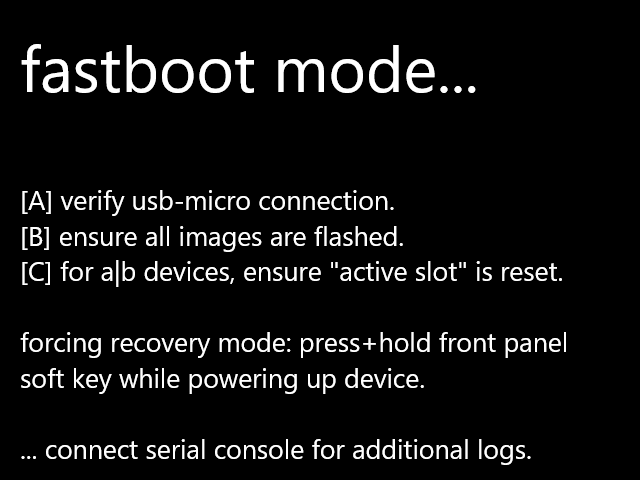 fastboot mode...
[A] verify usb-micro connection.
[B] ensure all images are flashed.
[C] for a|b devices, ensure "active slot" is reset.
forcing recovery mode: press+hold front panel
soft key while powering up device.
... connect serial console for additional logs.